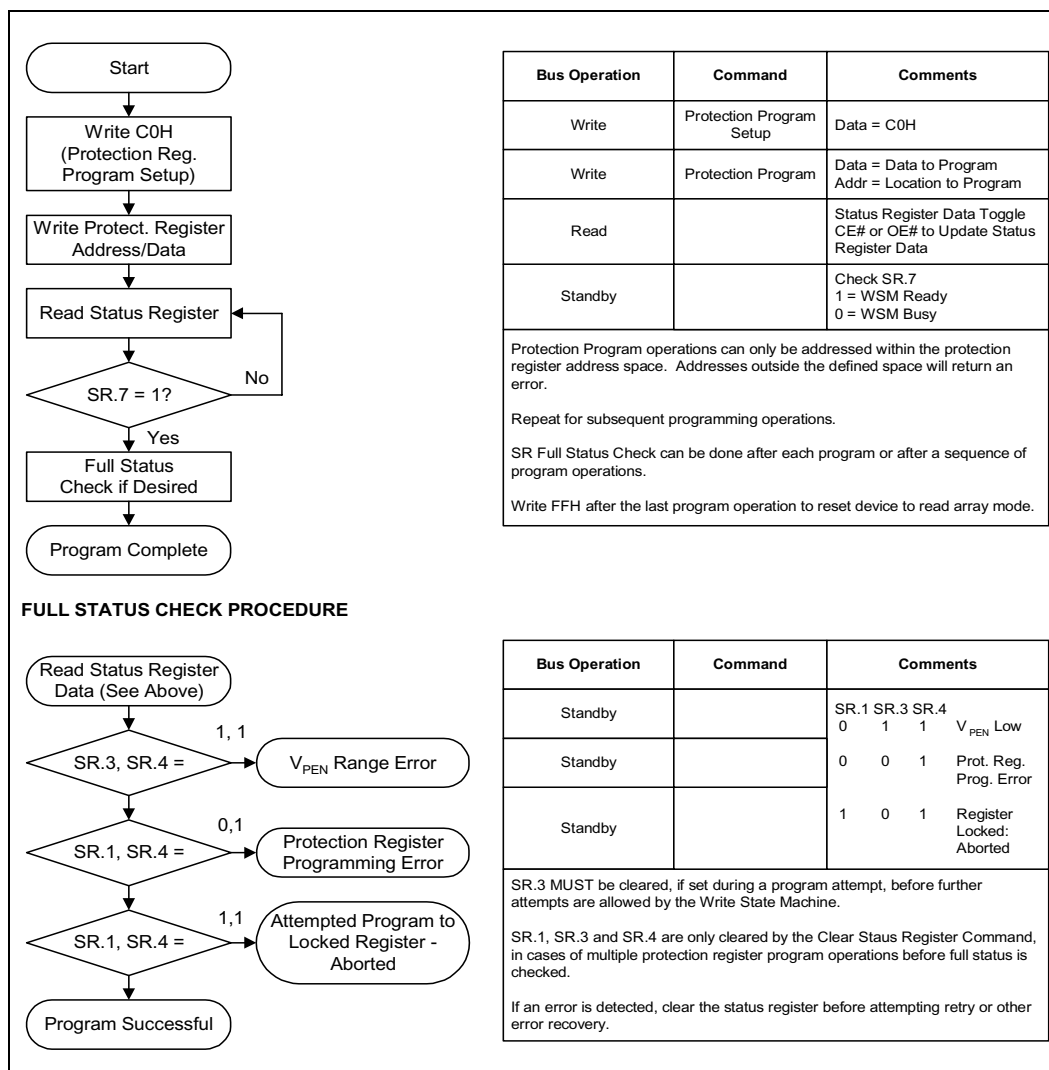 Start
Write C0H
(Protection Reg.
Program Setup)
Write Protect. Register
Address/Data
Read Status Register
SR.7 = 1?
No
Yes
Full Status
Check if Desired
Program Complete
Bus Operation Command Comments
Write Protection Program
Setup Data = C0H
Write Protection Program Data = Data to Program
Addr = Location to Program
Read Status Register Data Toggle
CE# or OE# to Update Status
Register Data
Standby Check SR.7
1 = WSM Ready
0 = WSM Busy
Protection Program operations can only be addressed within the protection
register address space. Addresses outside the defined space will return an
error.
Repeat for subsequent programming operations.
SR Full Status Check can be done after each program or after a sequence of
program operations.
Write FFH after the last program operation to reset device to read array mode.
FULL STATUS CHECK PROCEDURE
Read Status Register
Data (See Above)
SR.3, SR.4 =
1, 1
V_PEN Range Error
SR.1, SR.4 =
0,1
Protection Register
Programming Error
SR.1, SR.4 =
1,1
Attempted Program to
Locked Register -
Aborted
Program Successful
Bus Operation Command Comments
Standby SR.1 SR.3 SR.4
0 1 1 V_PEN Low
Standby 0 0 1 Prot. Reg.
Prog. Error
Standby 1 0 1 Register
Locked:
Aborted
SR.3 MUST be cleared, if set during a program attempt, before further
attempts are allowed by the Write State Machine.
SR.1, SR.3 and SR.4 are only cleared by the Clear Staus Register Command,
in cases of multiple protection register program operations before full status is
checked.
If an error is detected, clear the status register before attempting retry or other
error recovery.